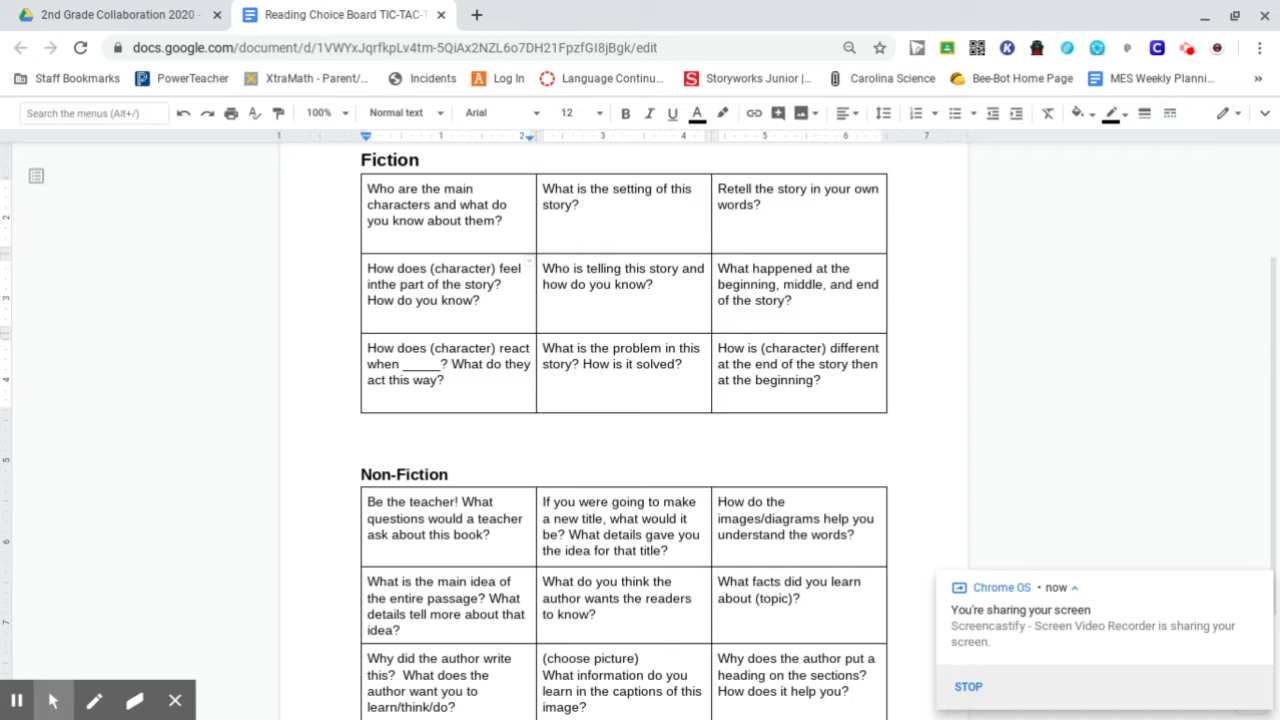 2nd Grade Collaboration 2020 -
Reading Choice Board TIC-TAC-T
docs.google.com/document/d/1VWYxJqrfkpLv4tm-5QiAx2NZL6o7DH21FpzfGI8jBgk/edit
Staff Bookmarks
PowerTeacher
XtraMath - Parent/...
Incidents
Log In
Language Continu...
Storyworks Junior |...
Carolina Science
Bee-Bot Home Page
MES Weekly Planni...
Search the menus (Alt+/)
100%
Normal text
Arial
12
Fiction
Who are the main
characters and what do
you know about them?
What is the setting of this
story?
Retell the story in your own
words?
How does (character) feel
inthe part of the story?
How do you know?
Who is telling this story and
how do you know?
What happened at the
beginning, middle, and end
of the story?
How does (character) react
when _____? What do they
act this way?
What is the problem in this
story? How is it solved?
How is (character) different
at the end of the story then
at the beginning?
Non-Fiction
Be the teacher! What
questions would a teacher
ask about this book?
If you were going to make
a new title, what would it
be? What details gave you
the idea for that title?
How do the
images/diagrams help you
understand the words?
What is the main idea of
the entire passage? What
details tell more about that
idea?
What do you think the
author wants the readers
to know?
What facts did you learn
about (topic)?
Why did the author write
this? What does the
author want you to
learn/think/do?
(choose picture)
What information do you
learn in the captions of this
image?
Why does the author put a
heading on the sections?
How does it help you?
Chrome OS • now
You're sharing your screen
Screencastify - Screen Video Recorder is sharing your
screen.
STOP